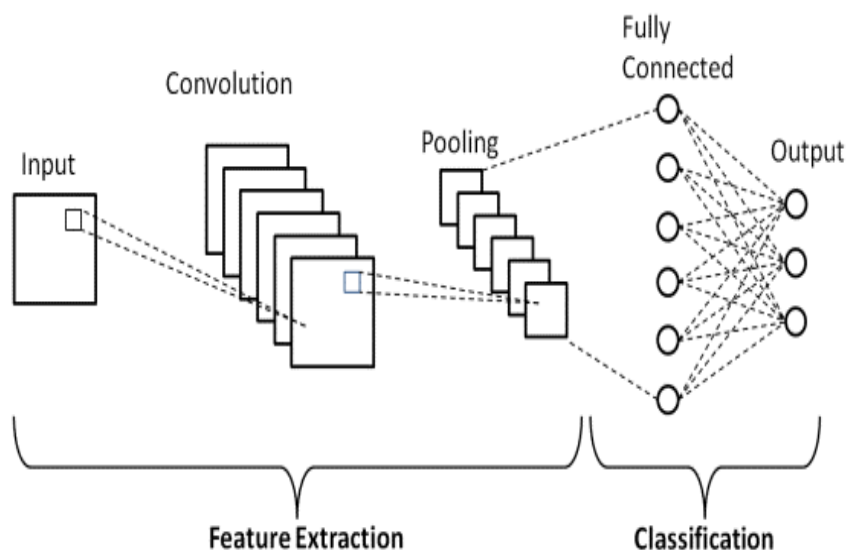 Input
Convolution
Pooling
Fully
Connected
Output
Feature Extraction
Classification